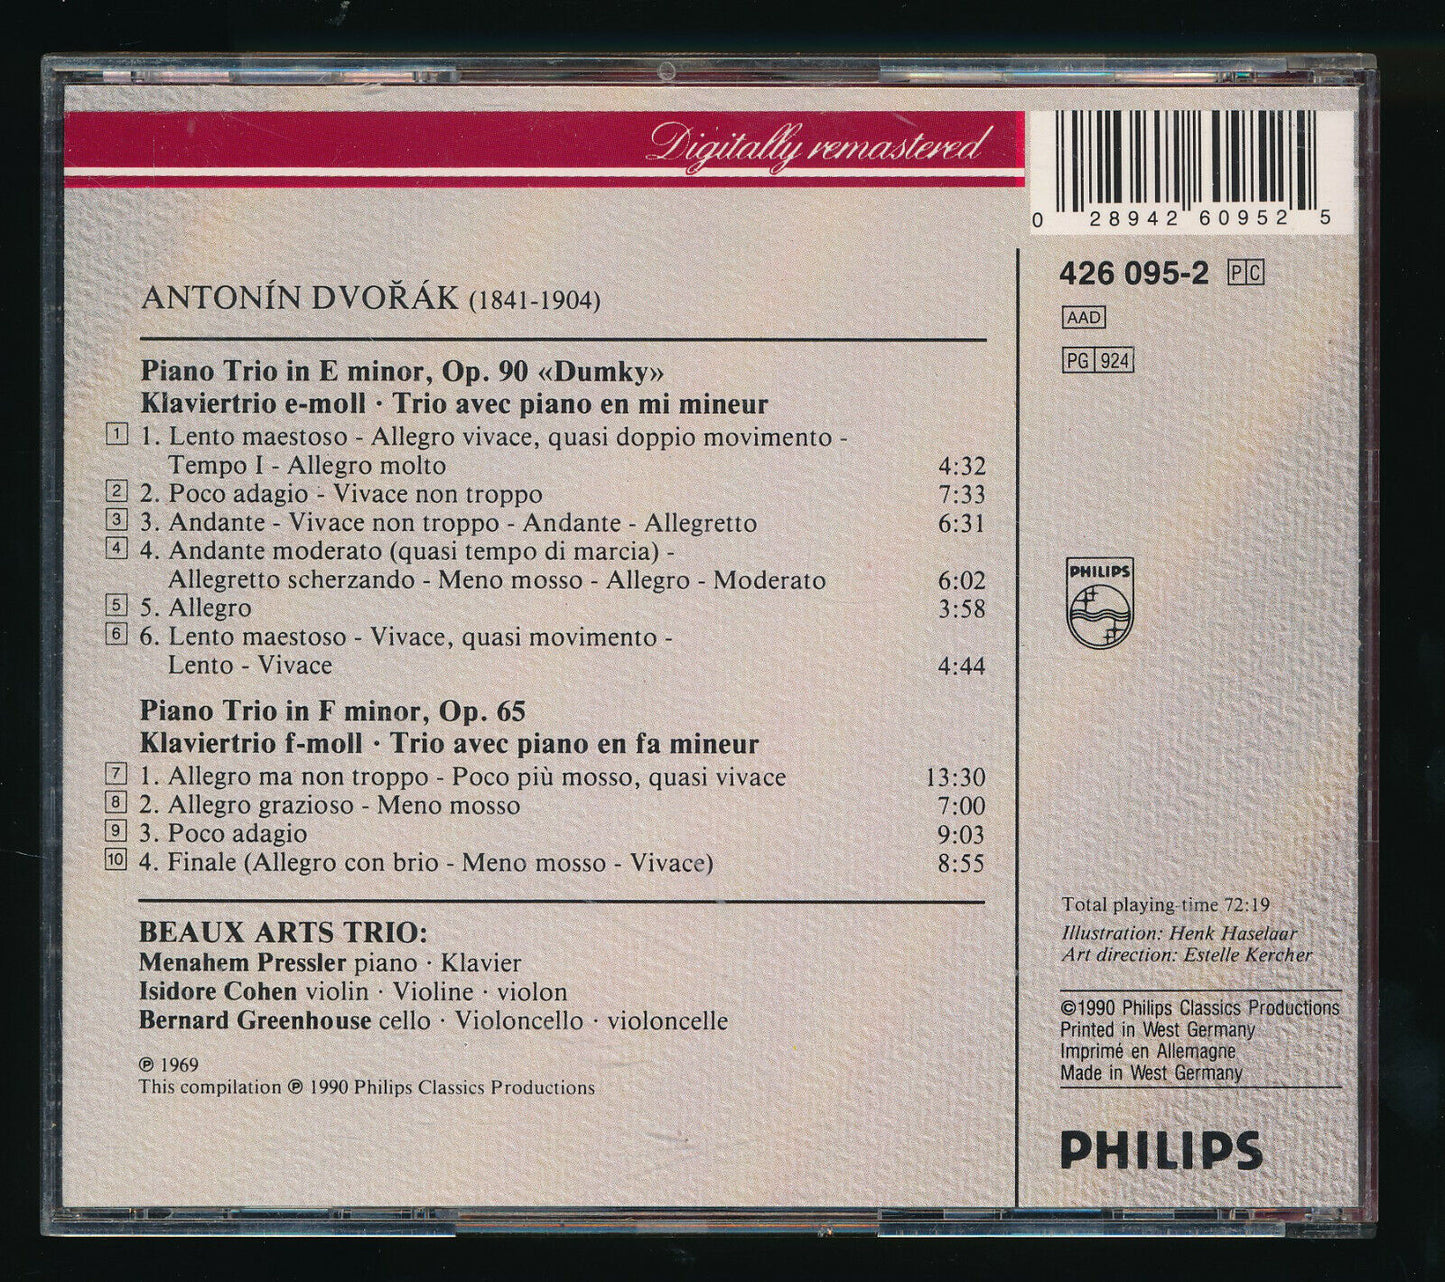 Digitally remastered
0 28942 60952 5
426 095-2 PC
AAD
PG 924
ANTONÍN DVOŘÁK (1841-1904)
Piano Trio in E minor, Op. 90 «Dumky»
Klaviertrio e-moll · Trio avec piano en mi mineur
1 1. Lento maestoso - Allegro vivace, quasi doppio movimento -
Tempo I - Allegro molto 4:32
2 2. Poco adagio - Vivace non troppo 7:33
3 3. Andante - Vivace non troppo - Andante - Allegretto 6:31
4 4. Andante moderato (quasi tempo di marcia) -
Allegretto scherzando - Meno mosso - Allegro - Moderato 6:02
5 5. Allegro 3:58
6 6. Lento maestoso - Vivace, quasi movimento -
Lento - Vivace 4:44
Piano Trio in F minor, Op. 65
Klaviertrio f-moll · Trio avec piano en fa mineur
7 1. Allegro ma non troppo - Poco più mosso, quasi vivace 13:30
8 2. Allegro grazioso - Meno mosso 7:00
9 3. Poco adagio 9:03
10 4. Finale (Allegro con brio - Meno mosso - Vivace) 8:55
BEAUX ARTS TRIO:
Menahem Pressler piano · Klavier
Isidore Cohen violin · Violine · violon
Bernard Greenhouse cello · Violoncello · violoncelle
℗ 1969
This compilation ℗ 1990 Philips Classics Productions
PHILIPS
Total playing-time 72:19
Illustration: Henk Haselaar
Art direction: Estelle Kercher
©1990 Philips Classics Productions
Printed in West Germany
Imprimé en Allemagne
Made in West Germany
PHILIPS